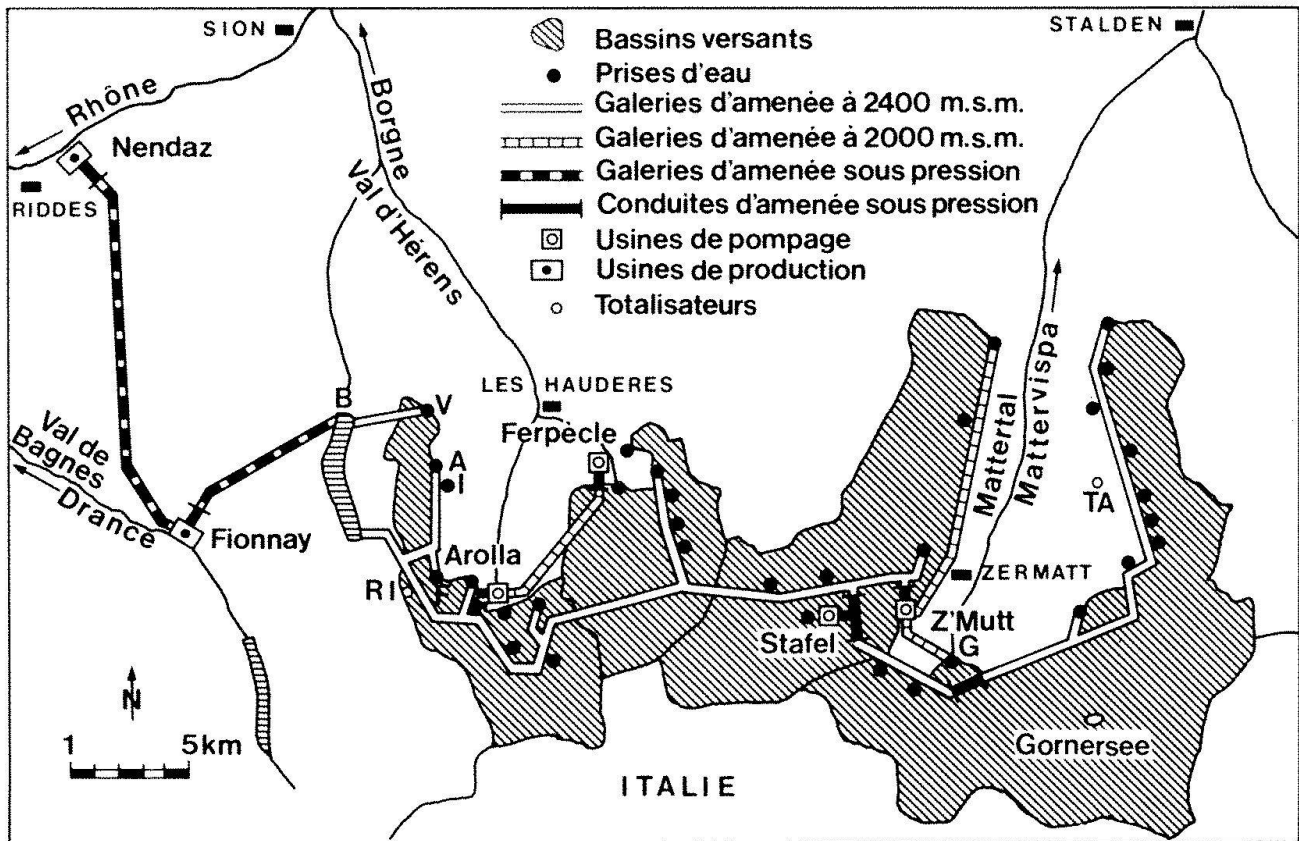 SION
STALDEN
Bassins versants
Prises d'eau
Galeries d'amenée à 2400 m.s.m.
Galeries d'amenée à 2000 m.s.m.
Galeries d'amenée sous pression
Conduites d'amenée sous pression
Usines de pompage
Usines de production
Totalisateurs
Rhône
Nendaz
RIDDES
Borgne
Val d'Hérens
Mattertal
Mattervispa
LES HAUDERES
Ferpècle
B
V
A
I
Val de
Bagnes
Drance
Fionnay
Arolla
RI
TA
ZERMATT
Z'Mutt
Stafel
G
N
1 5km
Gornersee
ITALIE